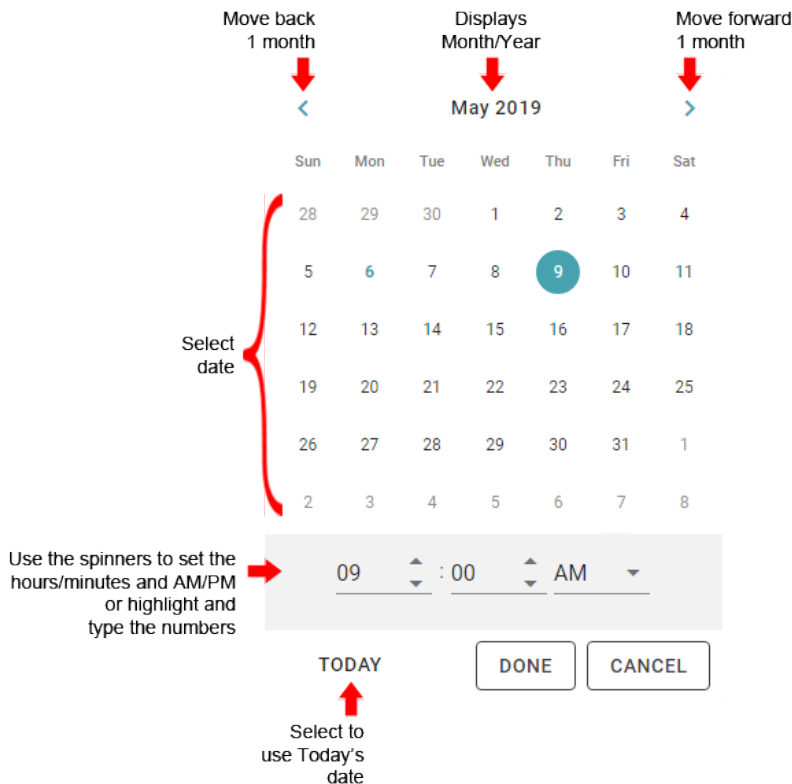 Move back
1 month
Displays
Month/Year
Move forward
1 month
May 2019
Sun Mon Tue Wed Thu Fri Sat
28 29 30 1 2 3 4
5 6 7 8 9 10 11
12 13 14 15 16 17 18
19 20 21 22 23 24 25
26 27 28 29 30 31 1
2 3 4 5 6 7 8
Select
date
Use the spinners to set the
hours/minutes and AM/PM
or highlight and
type the numbers
09 : 00 AM
TODAY DONE CANCEL
Select to
use Today's
date